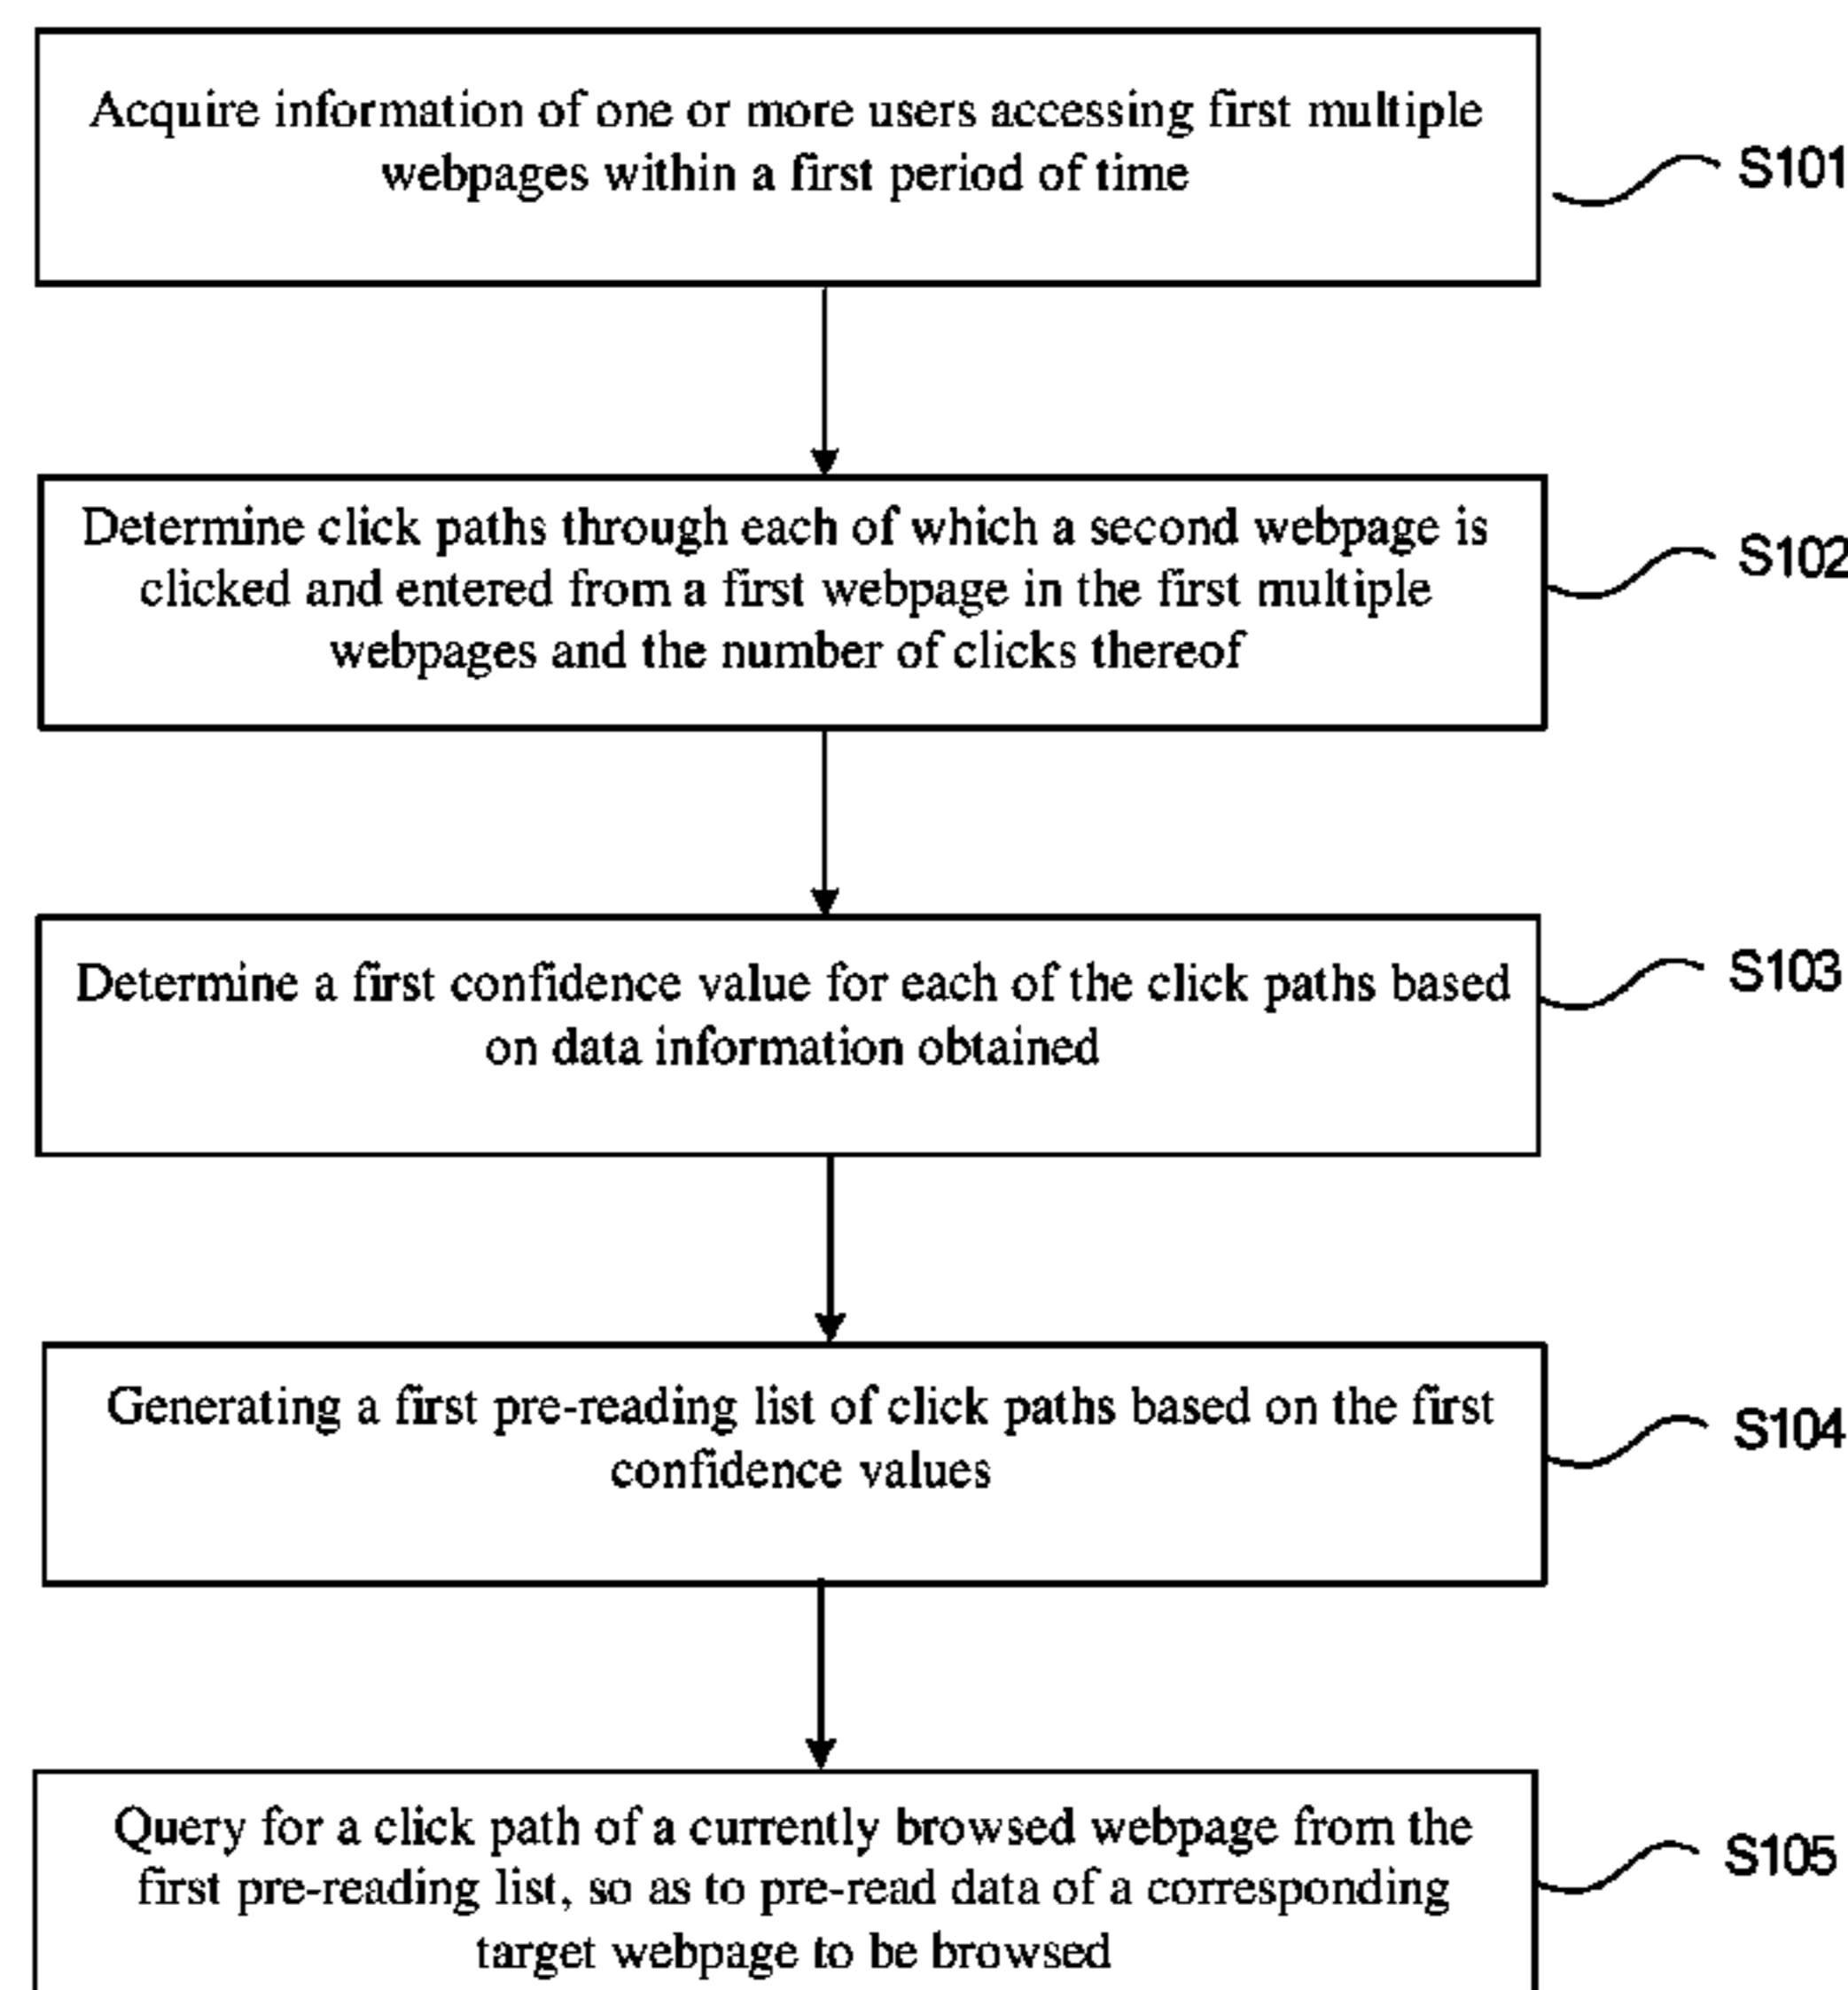 Acquire information of one or more users accessing first multiple
webpages within a first period of time
S101
Determine click paths through each of which a second webpage is
clicked and entered from a first webpage in the first multiple
webpages and the number of clicks thereof
S102
Determine a first confidence value for each of the click paths based
on data information obtained
S103
Generating a first pre-reading list of click paths based on the first
confidence values
S104
Query for a click path of a currently browsed webpage from the
first pre-reading list, so as to pre-read data of a corresponding
target webpage to be browsed
S105